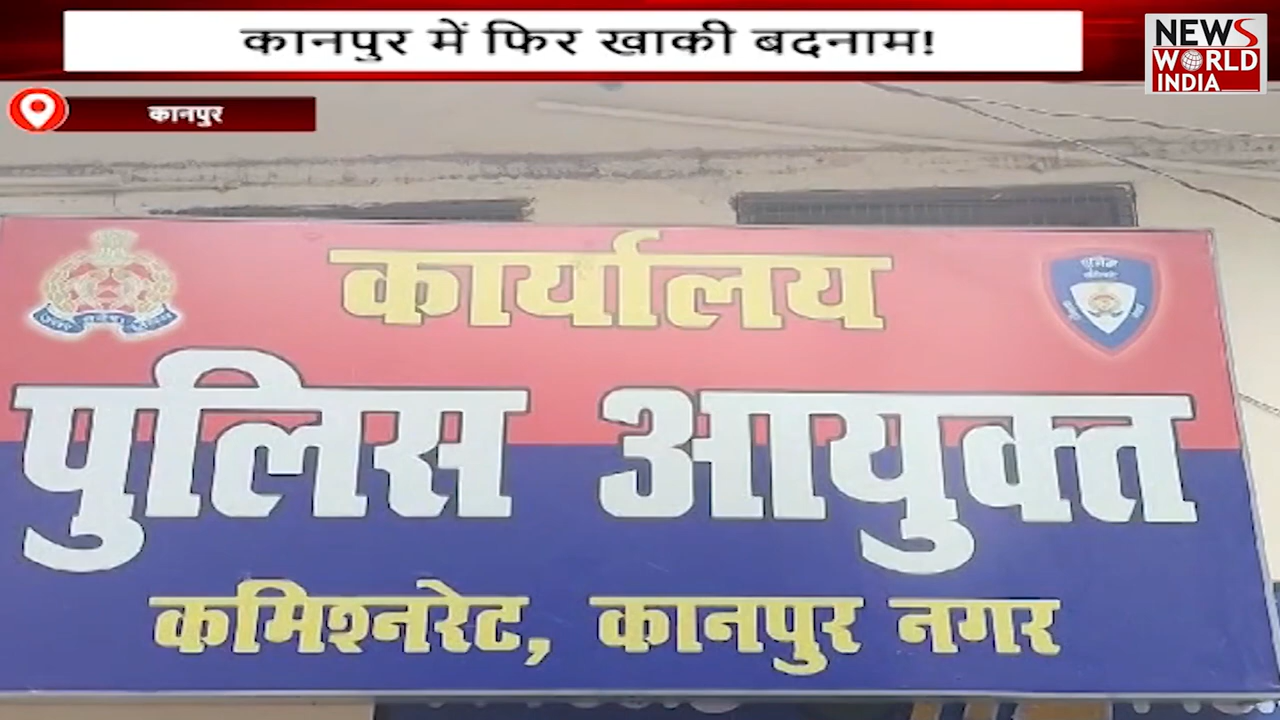 कानपुर में फिर खाकी बदनाम!
NEWS
WORLD
INDIA
कानपुर
कार्यालय
पुलिस आयुक्त
कमिश्नरेट, कानपुर नगर